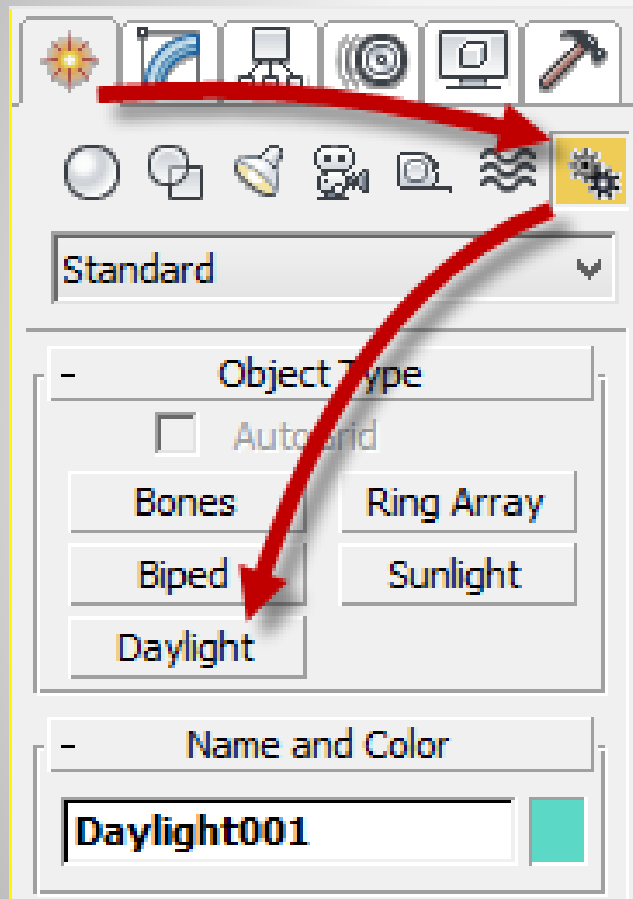 Standard
- Object Type
AutoGrid
Bones Ring Array
Biped Sunlight
Daylight
- Name and Color
Daylight001